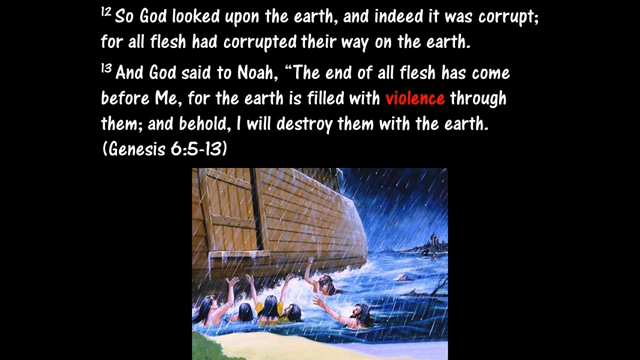 12 So God looked upon the earth, and indeed it was corrupt;
for all flesh had corrupted their way on the earth.
13 And God said to Noah, “The end of all flesh has come
before Me, for the earth is filled with violence through
them; and behold, I will destroy them with the earth.
(Genesis 6:5-13)